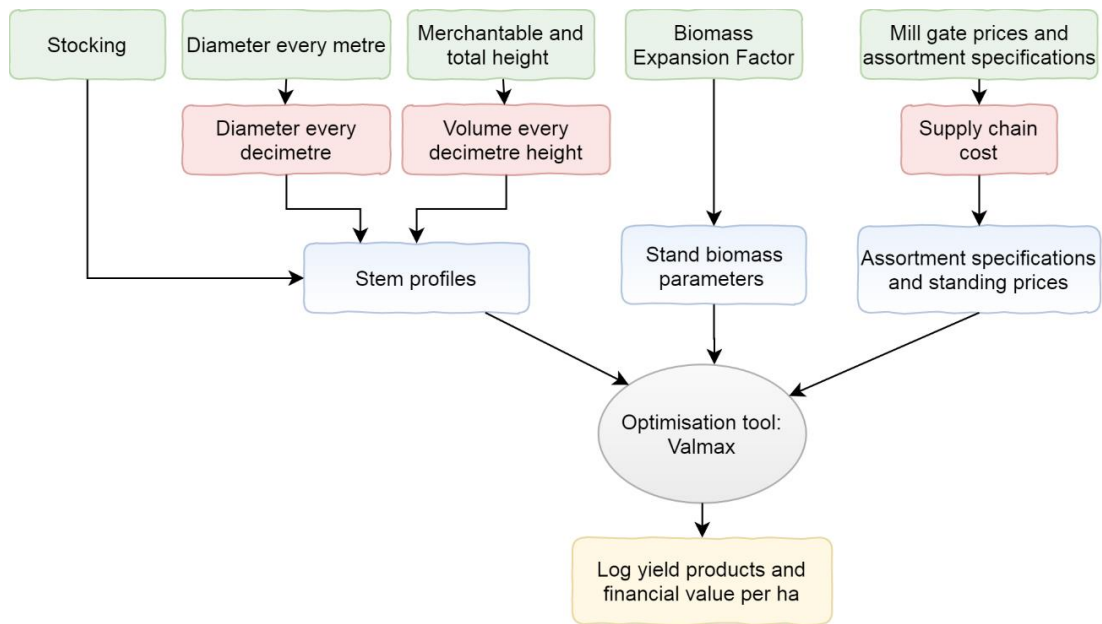 Stocking
Diameter every metre
Merchantable and
total height
Biomass
Expansion Factor
Mill gate prices and
assortment specifications
Diameter every
decimetre
Volume every
decimetre height
Supply chain
cost
Stem profiles
Stand biomass
parameters
Assortment specifications
and standing prices
Optimisation tool:
Valmax
Log yield products and
financial value per ha